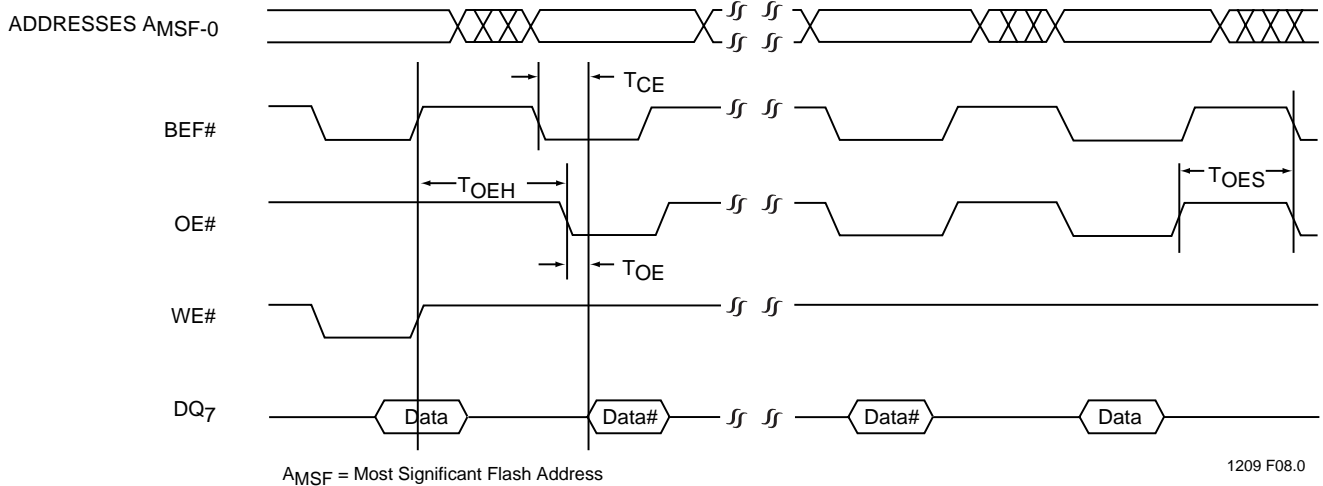 ADDRESSES AMSF-0
TCE
BEF#
TOEH
TOES
OE#
TOE
WE#
DQ7
Data
Data#
Data#
Data
AMSF = Most Significant Flash Address
1209 F08.0